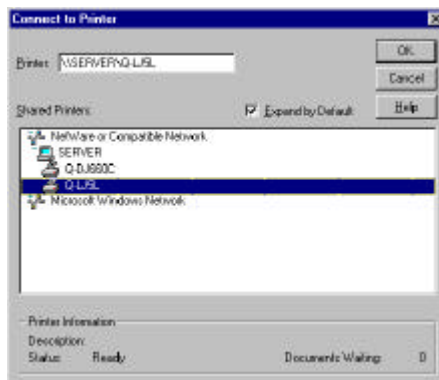 Connect to Printer
Printer: \\SERVER\Q-LJ5L
OK
Cancel
Help
Shared Printers:
Expand by Default
NetWare or Compatible Network
SERVER
Q-DJ660C
Q-LJ5L
Microsoft Windows Network
Printer Information
Description:
Status: Ready
Documents Waiting: 0